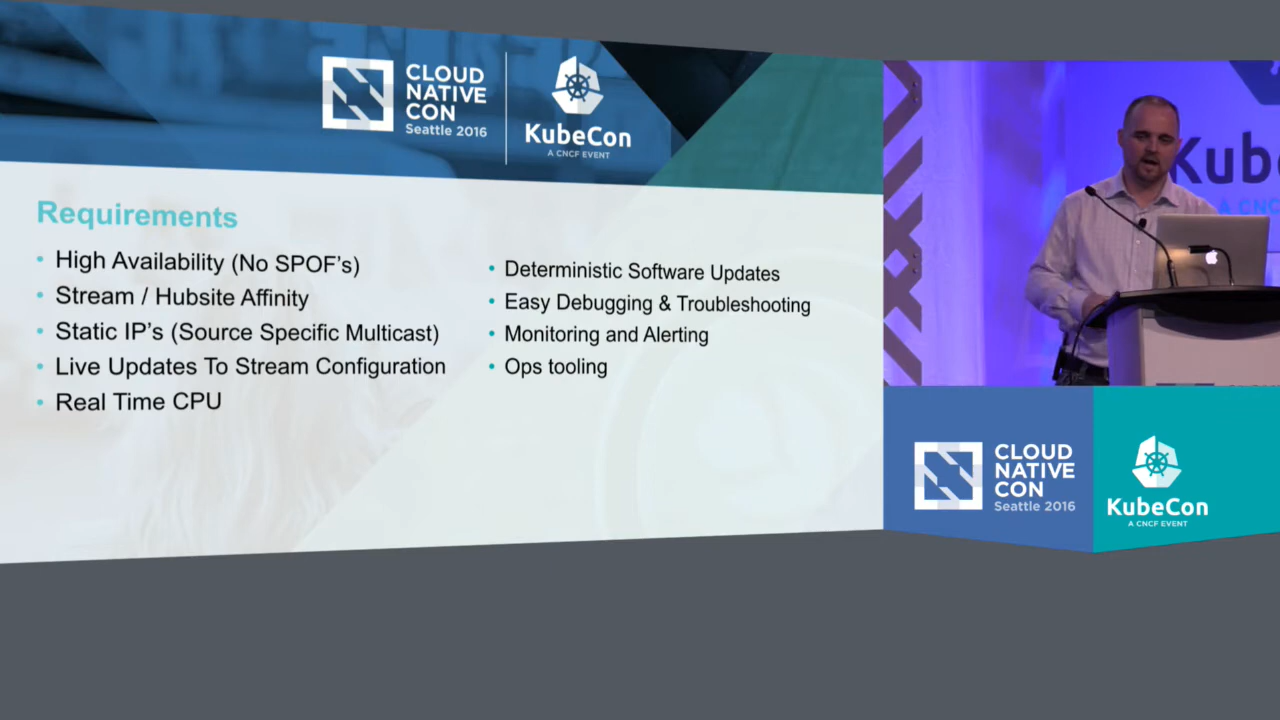 CLOUD
NATIVE
CON
Seattle 2016
KubeCon
A CNCF EVENT
Requirements
• High Availability (No SPOF's)
• Stream / Hubsite Affinity
• Static IP's (Source Specific Multicast)
• Live Updates To Stream Configuration
• Real Time CPU
• Deterministic Software Updates
• Easy Debugging & Troubleshooting
• Monitoring and Alerting
• Ops tooling
Kub
A CNC
CLOUD
NATIVE
CON
Seattle 2016
KubeCon
A CNCF EVENT